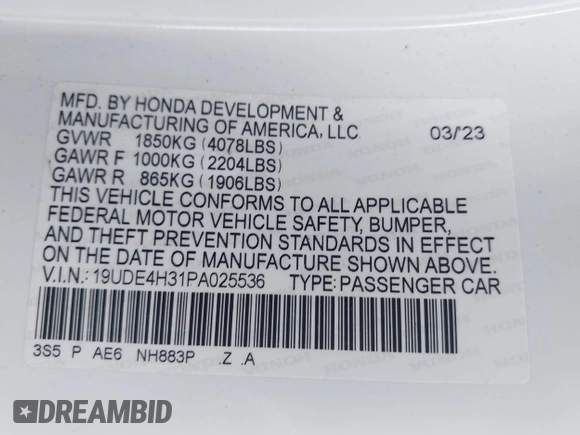 MFD. BY HONDA DEVELOPMENT &
MANUFACTURING OF AMERICA, LLC 03/'23
GVWR 1850KG (4078LBS)
GAWR F 1000KG (2204LBS)
GAWR R 865KG (1906LBS)
THIS VEHICLE CONFORMS TO ALL APPLICABLE
FEDERAL MOTOR VEHICLE SAFETY, BUMPER,
AND THEFT PREVENTION STANDARDS IN EFFECT
ON THE DATE OF MANUFACTURE SHOWN ABOVE.
V.I.N.: 19UDE4H31PA025536 TYPE: PASSENGER CAR
3S5 P AE6 NH883P .Z .A
DREAMBID